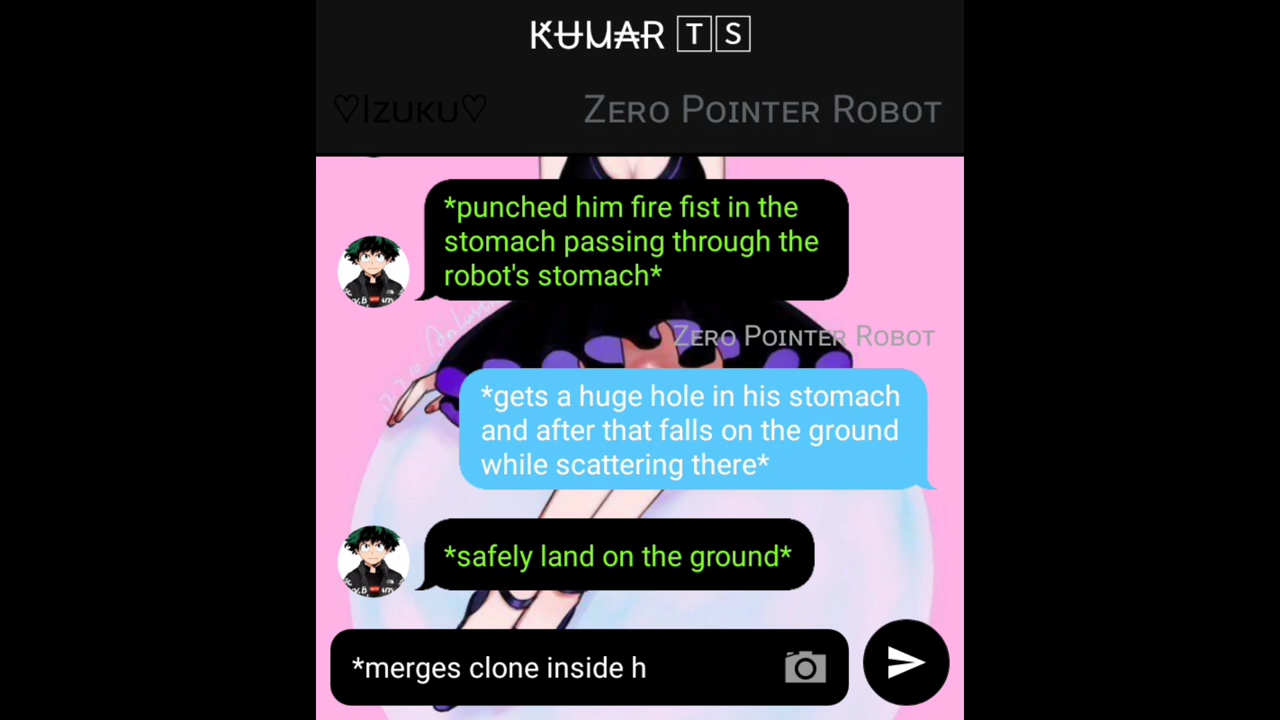 KUUAR TS
♡Izuku♡
Zero Pointer Robot
*punched him fire fist in the
stomach passing through the
robot's stomach*
Zero Pointer Robot
*gets a huge hole in his stomach
and after that falls on the ground
while scattering there*
*safely land on the ground*
*merges clone inside h